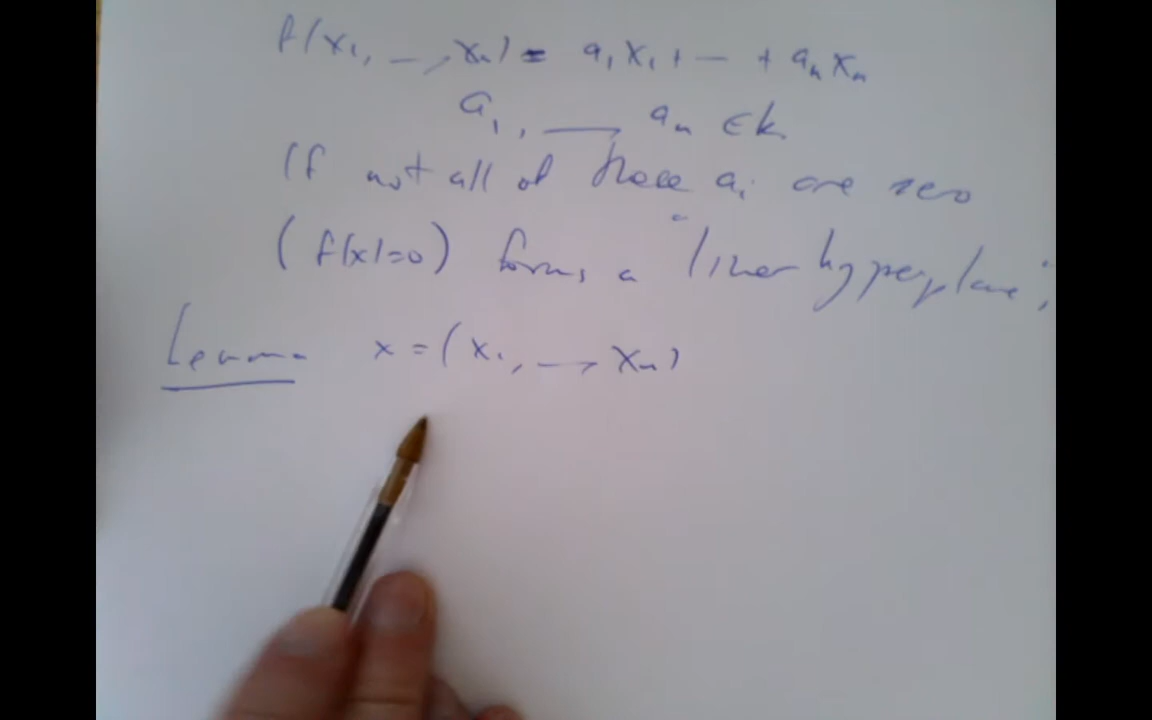 f(x₁, — , xₙ) = a₁x₁ + — + aₙxₙ
a₁, — aₙ ∈ k
If not all of these aᵢ are zero
(f(x)=0) forms a "linear hyperplane"
Lemma x = (x₁, — , xₙ)